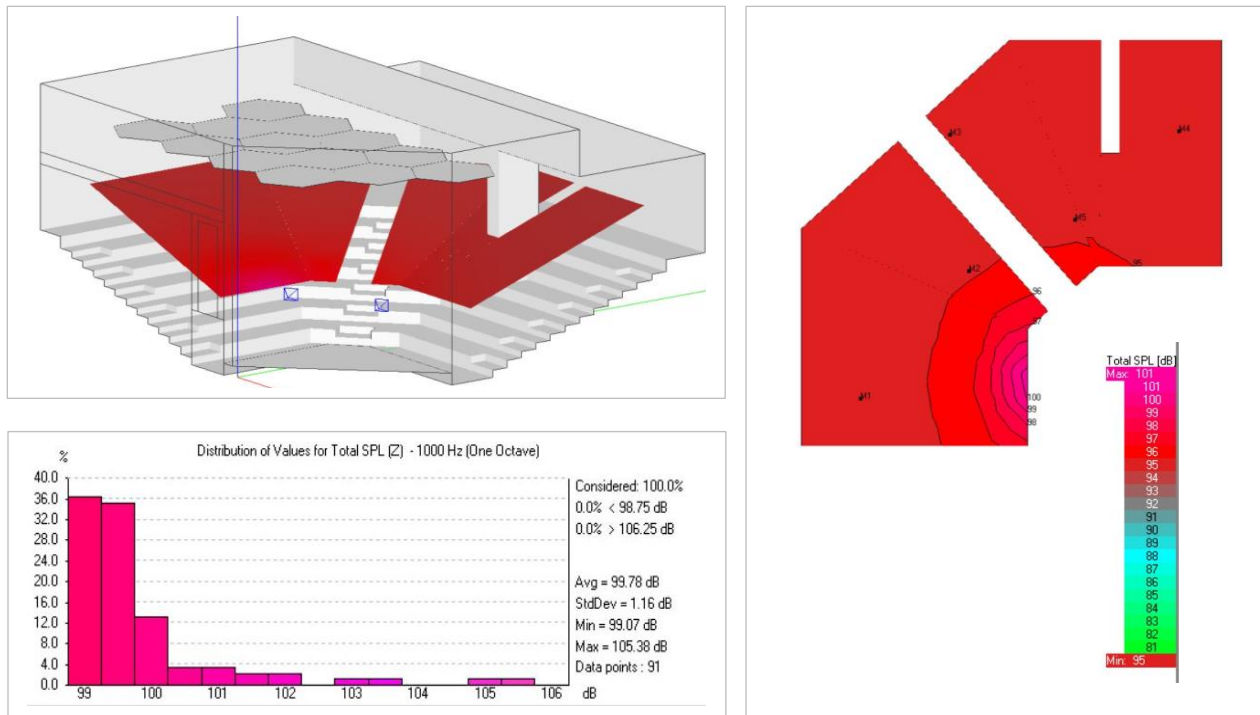 Distribution of Values for Total SPL (Z) - 1000 Hz (One Octave)
%
40.0
36.0
32.0
28.0
24.0
20.0
16.0
12.0
8.0
4.0
0.0
99 100 101 102 103 104 105 106 dB
Considered: 100.0%
0.0% < 98.75 dB
0.0% > 106.25 dB
Avg = 99.78 dB
StdDev = 1.16 dB
Min = 99.07 dB
Max = 105.38 dB
Data points : 91
M3
M4
M5
95
M2
96
97
M1
100
99
98
Total SPL [dB]
Max: 101
101
100
99
98
97
96
95
94
93
92
91
90
89
88
87
86
85
84
83
82
81
Min: 95